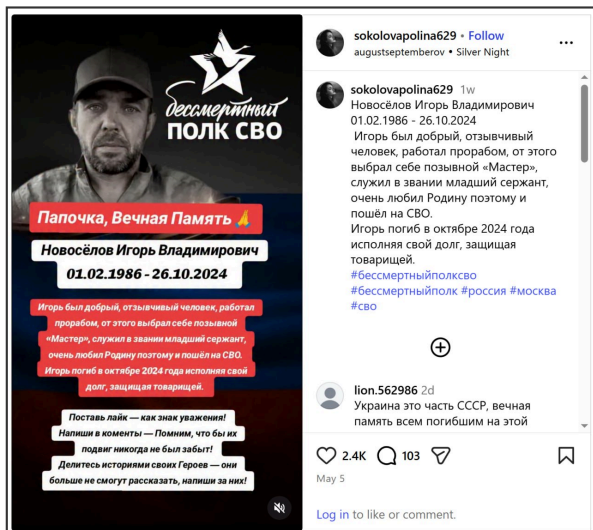 бессмертный
ПОЛК СВО
Папочка, Вечная Память 🙏
Новосёлов Игорь Владимирович
01.02.1986 - 26.10.2024
Игорь был добрый, отзывчивый человек, работал
прорабом, от этого выбрал себе позывной
«Мастер», служил в звании младший сержант,
очень любил Родину поэтому и пошёл на СВО.
Игорь погиб в октябре 2024 года исполняя свой
долг, защищая товарищей.
Поставь лайк — как знак уважения!
Напиши в коменты — Помним, что бы их
подвиг никогда не был забыт!
Делитесь историями своих Героев — они
больше не смогут рассказать, напиши за них!
sokolovapolina629 • Follow
augustseptemberov • Silver Night
sokolovapolina629 1w
Новосёлов Игорь Владимирович
01.02.1986 - 26.10.2024
Игорь был добрый, отзывчивый
человек, работал прорабом, от этого
выбрал себе позывной «Мастер»,
служил в звании младший сержант,
очень любил Родину поэтому и
пошёл на СВО.
Игорь погиб в октябре 2024 года
исполняя свой долг, защищая
товарищей.
#бессмертныйполксво
#бессмертныйполк #россия #москва
#сво
lion.562986 2d
Украина это часть СССР, вечная
память всем погибшим на этой
2.4K 103
May 5
Log in to like or comment.